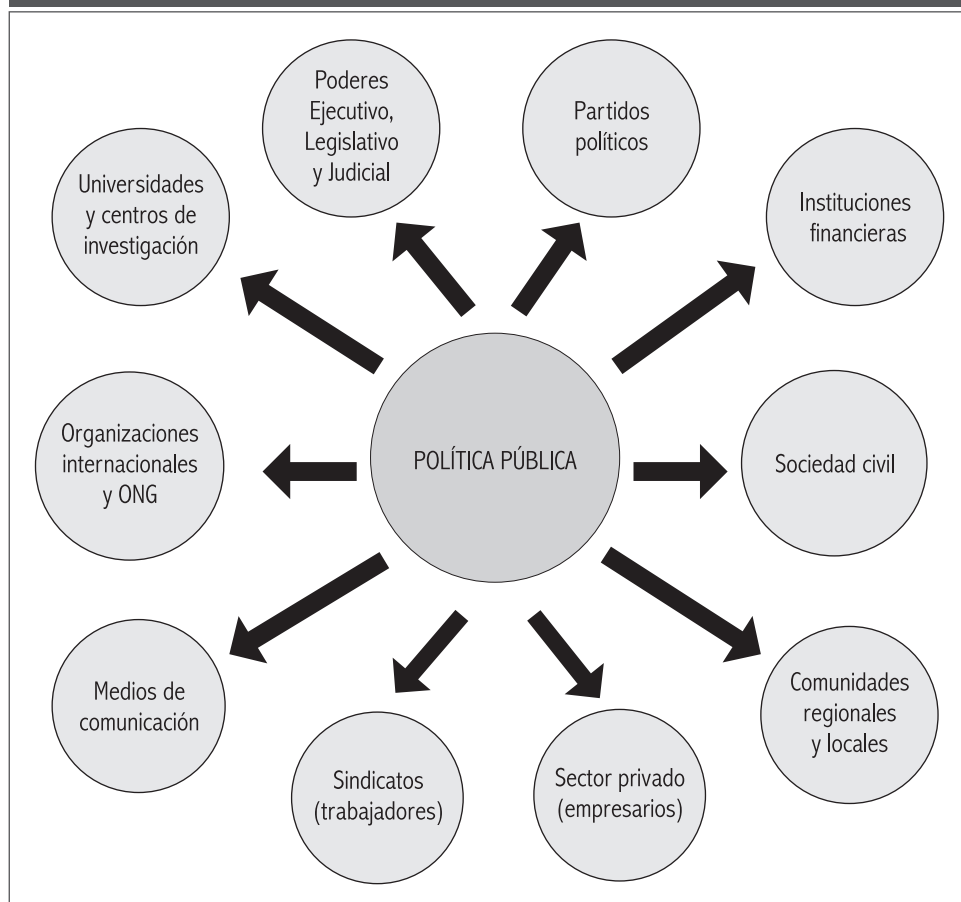 Poderes
Ejecutivo,
Legislativo
y Judicial
Partidos
políticos
Instituciones
financieras
Sociedad civil
Comunidades
regionales
y locales
Sector privado
(empresarios)
Sindicatos
(trabajadores)
Medios de
comunicación
Organizaciones
internacionales
y ONG
Universidades
y centros de
investigación
POLÍTICA PÚBLICA